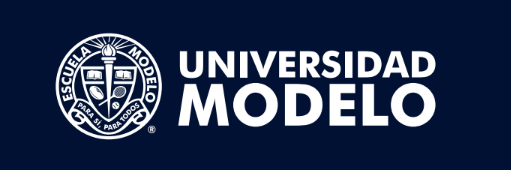 ESCUELA MODELO
PARA SÍ, PARA TODOS
®
UNIVERSIDAD
MODELO